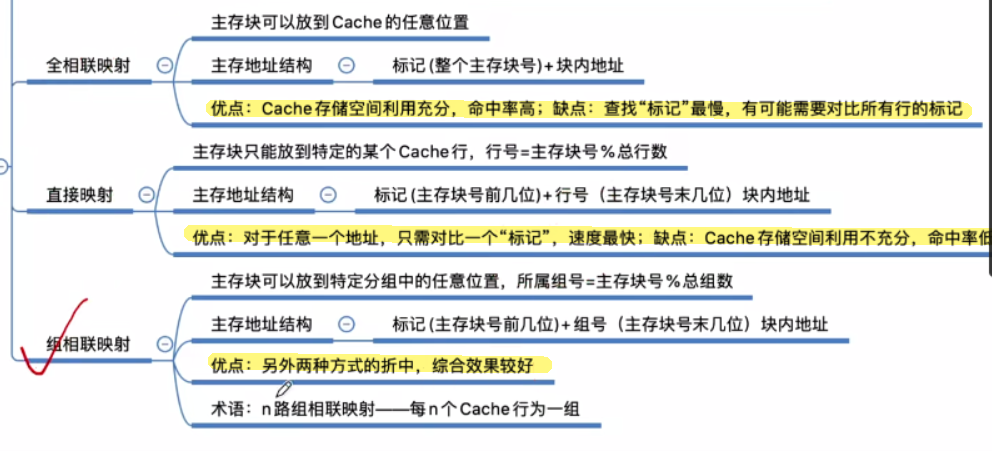 主存块可以放到Cache的任意位置
全相联映射
主存地址结构
标记(整个主存块号)+块内地址
优点：Cache存储空间利用充分，命中率高；缺点：查找“标记”最慢，有可能需要对比所有行的标记
主存块只能放到特定的某个Cache行，行号=主存块号%总行数
直接映射
主存地址结构
标记(主存块号前几位)+行号（主存块号末几位）块内地址
优点：对于任意一个地址，只需对比一个“标记”，速度最快；缺点：Cache存储空间利用不充分，命中率低
主存块可以放到特定分组中的任意位置，所属组号=主存块号%总组数
主存地址结构
标记(主存块号前几位)+组号（主存块号末几位）块内地址
组相联映射
优点：另外两种方式的折中，综合效果较好
术语：n路组相联映射——每n个Cache行为一组